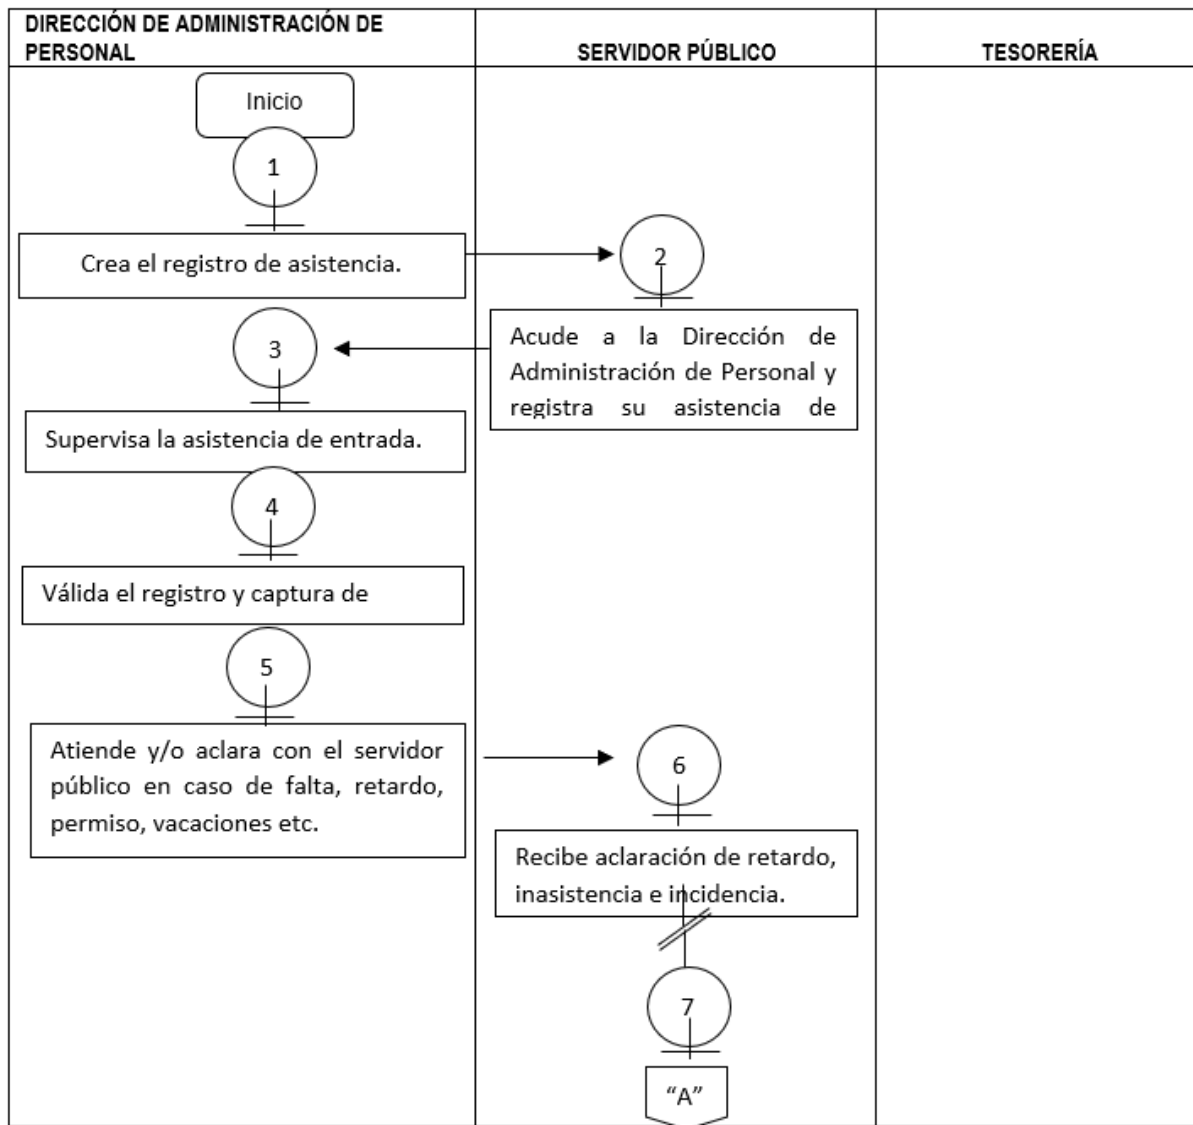 DIRECCIÓN DE ADMINISTRACIÓN DE
PERSONAL
SERVIDOR PÚBLICO
TESORERÍA
Inicio
1
Crea el registro de asistencia.
2
Acude a la Dirección de
Administración de Personal y
registra su asistencia de
3
Supervisa la asistencia de entrada.
4
Válida el registro y captura de
5
Atiende y/o aclara con el servidor
público en caso de falta, retardo,
permiso, vacaciones etc.
6
Recibe aclaración de retardo,
inasistencia e incidencia.
7
“A”